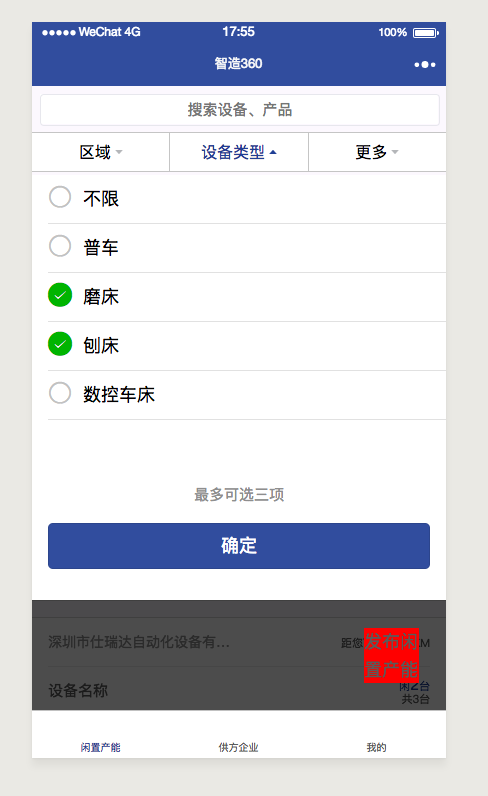 WeChat 4G 17:55 100%
智造360
搜索设备、产品
区域 设备类型 更多
不限
普车
磨床
刨床
数控车床
最多可选三项
确定
深圳市仕瑞达自动化设备有... 距您 M
发布闲
置产能
设备名称 闲2台
共3台
闲置产能 供方企业 我的